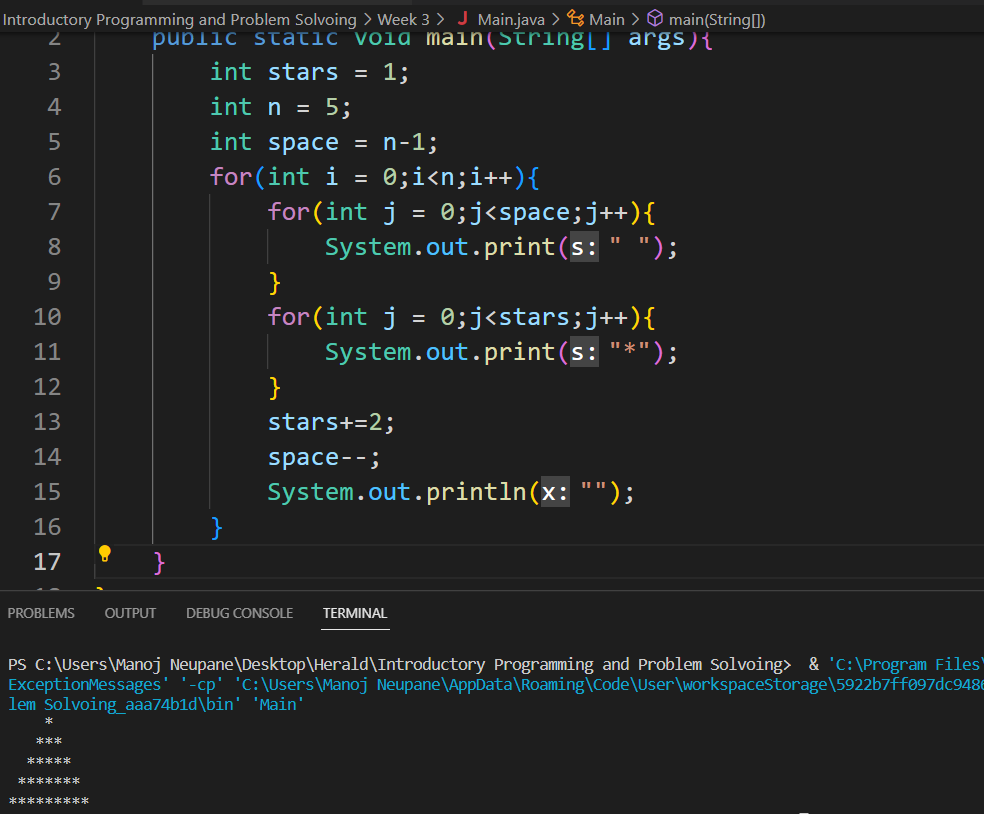 Introductory Programming and Problem Solvoing > Week 3 > J Main.java > Main > main(String[])
2 public static void main(String[] args){
3 int stars = 1;
4 int n = 5;
5 int space = n-1;
6 for(int i = 0;i<n;i++){
7 for(int j = 0;j<space;j++){
8 System.out.print(s: " ");
9 }
10 for(int j = 0;j<stars;j++){
11 System.out.print(s: "*");
12 }
13 stars+=2;
14 space--;
15 System.out.println(x: "");
16 }
17 }
PROBLEMS OUTPUT DEBUG CONSOLE TERMINAL
PS C:\Users\Manoj Neupane\Desktop\Herald\Introductory Programming and Problem Solvoing> & 'C:\Program Files\
ExceptionMessages' '-cp' 'C:\Users\Manoj Neupane\AppData\Roaming\Code\User\workspaceStorage\5922b7ff097dc9486
lem Solvoing_aaa74b1d\bin' 'Main'
    *
   ***
  *****
 *******
*********